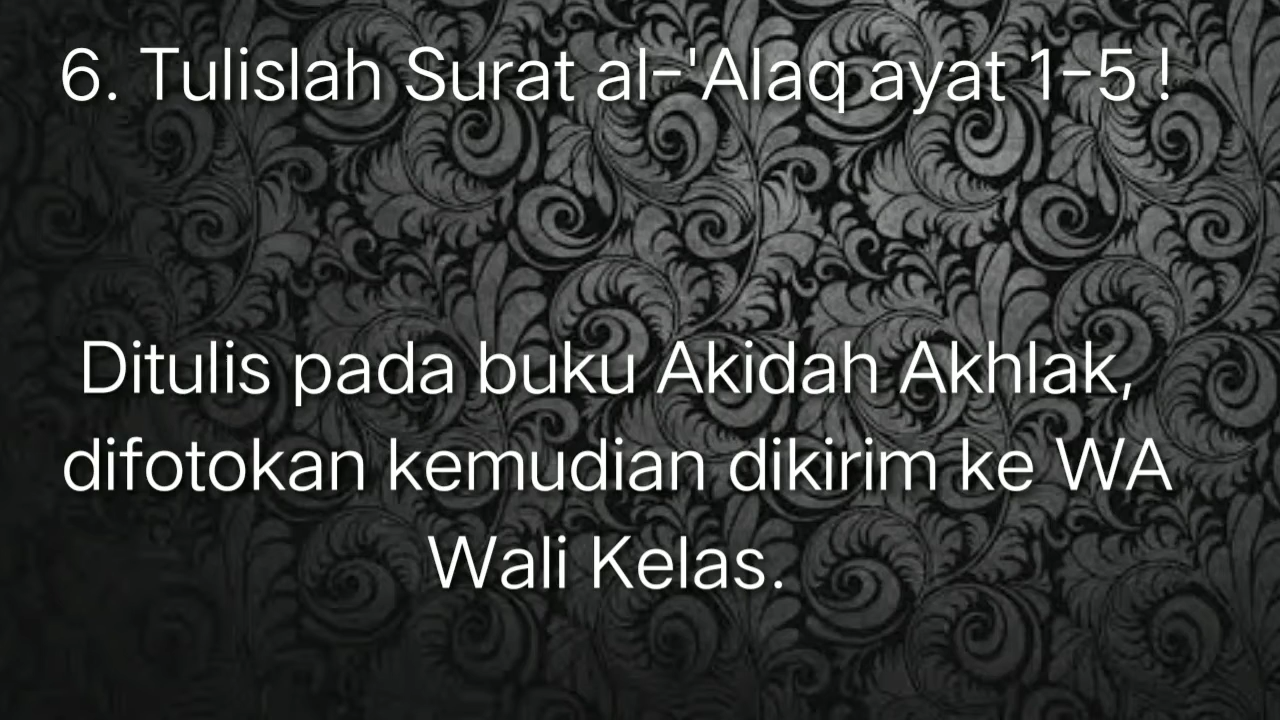 6. Tulislah Surat al-'Alaq ayat 1-5 !
Ditulis pada buku Akidah Akhlak,
difotokan kemudian dikirim ke WA
Wali Kelas.